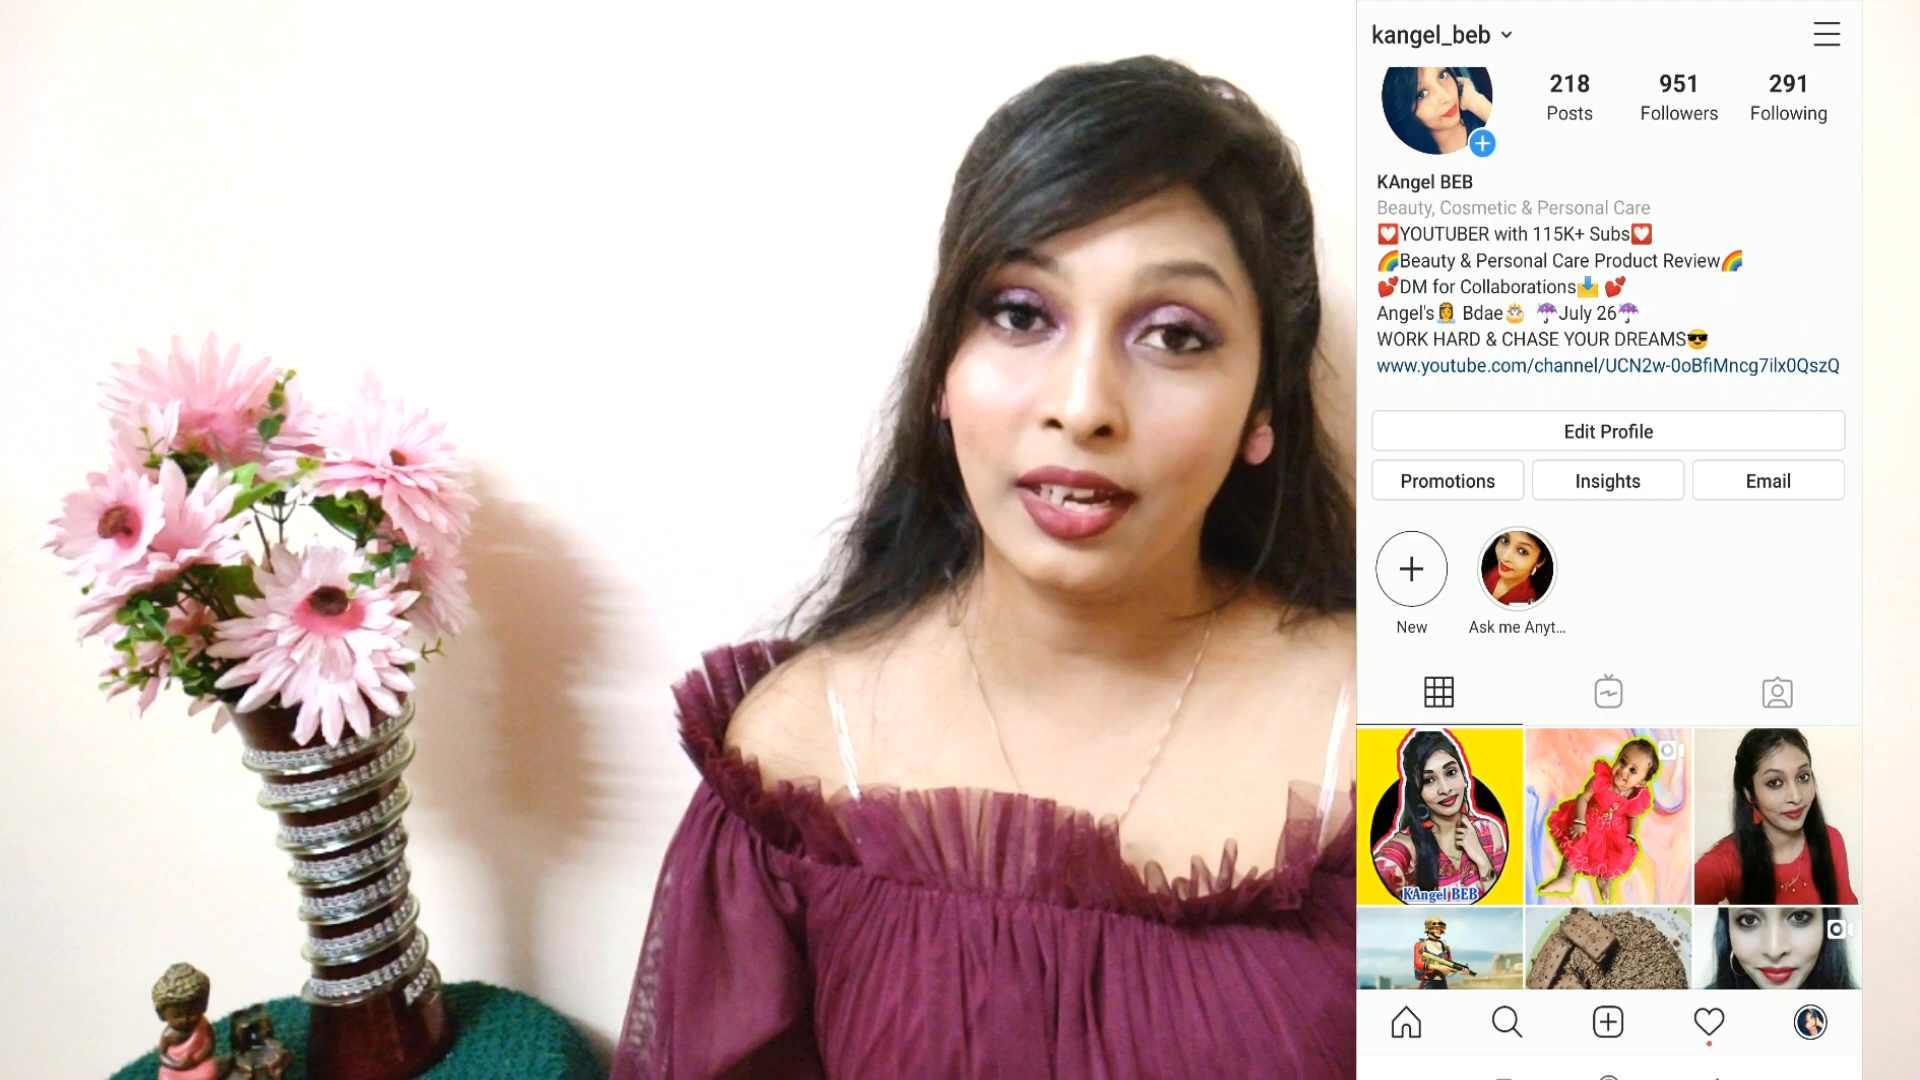 kangel_beb
218 951 291
Posts Followers Following
KAngel BEB
Beauty, Cosmetic & Personal Care
YOUTUBER with 115K+ Subs
Beauty & Personal Care Product Review
DM for Collaborations
Angel's Bdae July 26
WORK HARD & CHASE YOUR DREAMS
www.youtube.com/channel/UCN2w-0oBfiMncg7ilx0QszQ
Edit Profile
Promotions Insights Email
New Ask me Anyt...
KAngel BEB